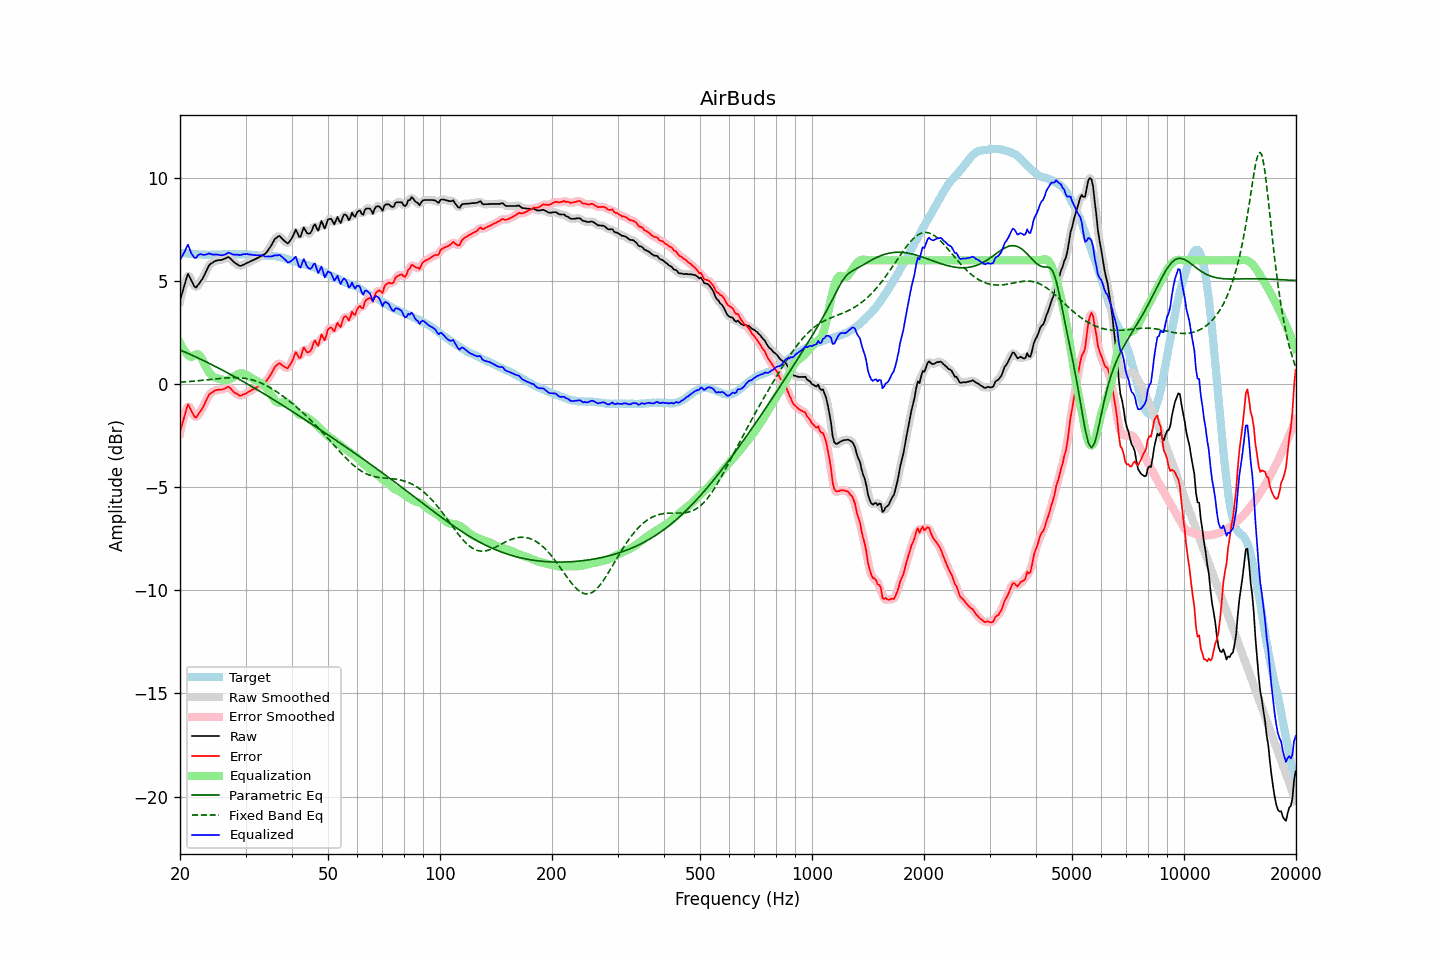 AirBuds
Amplitude (dBr)
10
5
0
−5
−10
−15
−20
Target
Raw Smoothed
Error Smoothed
Raw
Error
Equalization
Parametric Eq
Fixed Band Eq
Equalized
20 50 100 200 500 1000 2000 5000 10000 20000
Frequency (Hz)